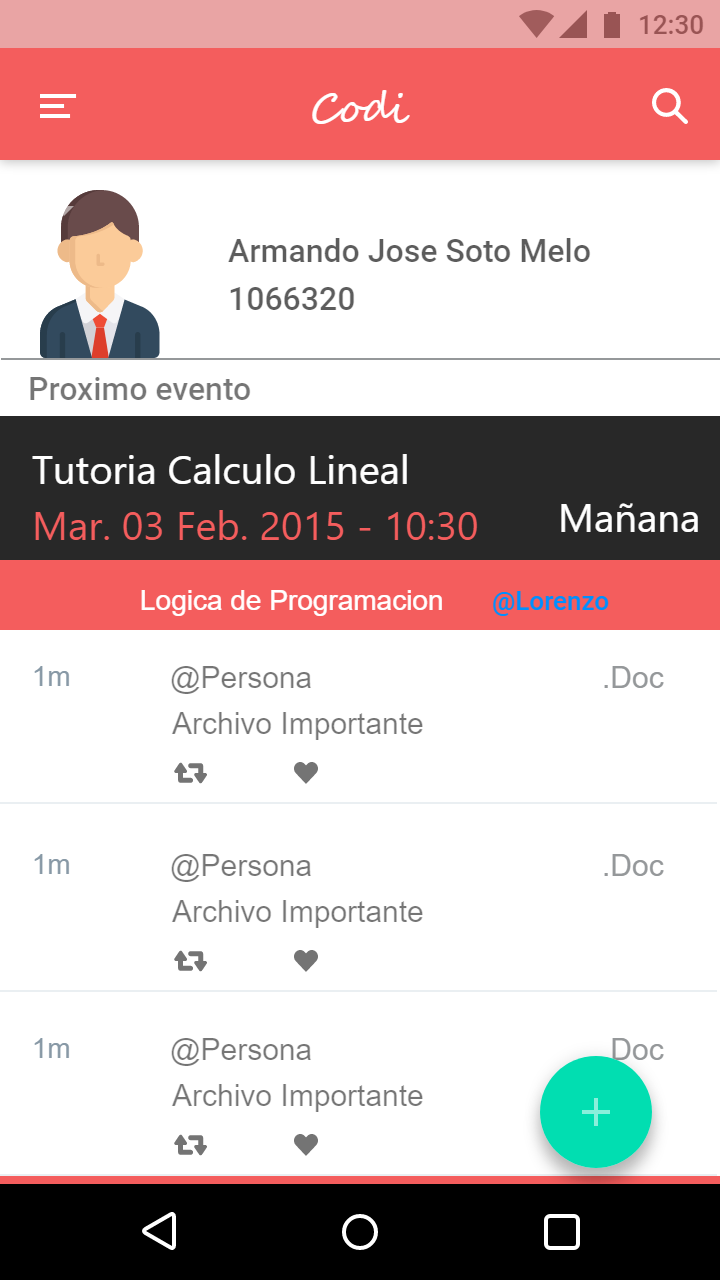 12:30
Codi
Armando Jose Soto Melo
1066320
Proximo evento
Tutoria Calculo Lineal
Mar. 03 Feb. 2015 - 10:30
Mañana
Logica de Programacion @Lorenzo
1m @Persona .Doc
Archivo Importante
1m @Persona .Doc
Archivo Importante
1m @Persona Doc
Archivo Importante
+